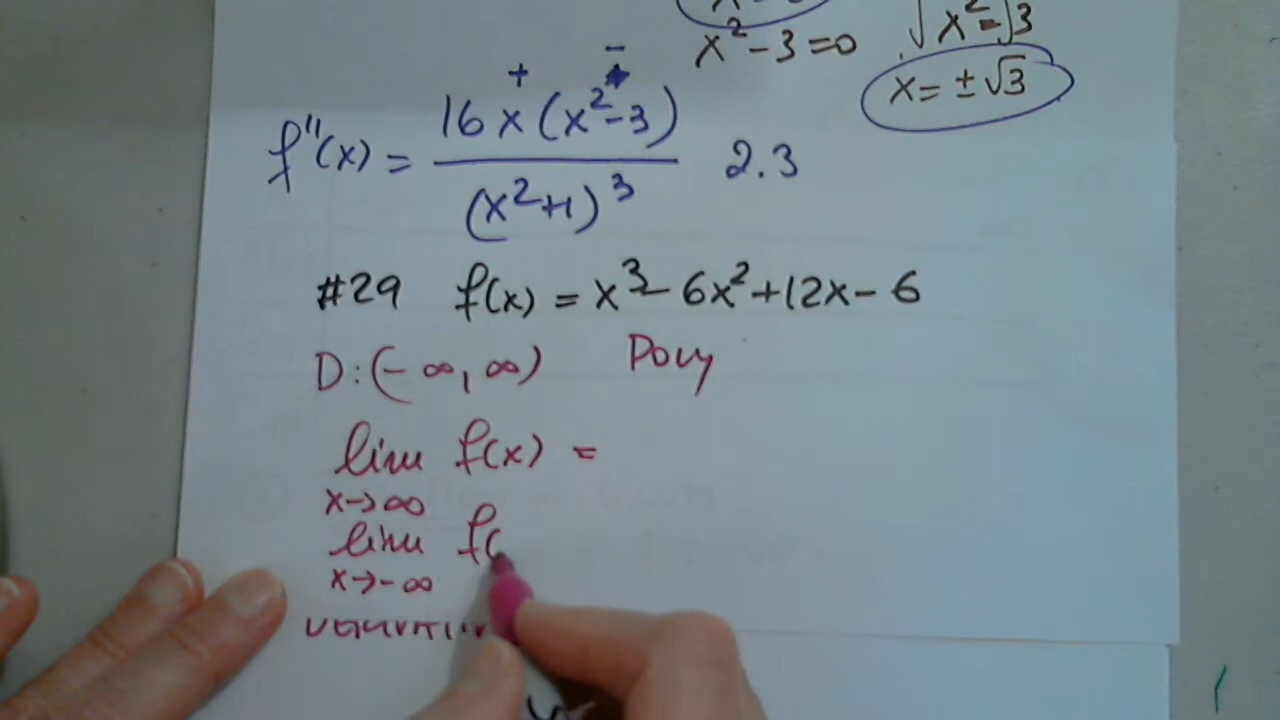 x² - 3 = 0 √x² = √3
x = ± √3
+ -
f''(x) = 16x(x²-3) / (x²+1)³ 2.3
#29 f(x) = x³ - 6x² + 12x - 6
D: (-∞, ∞) Poly
lim f(x) =
x→∞
lim f(
x→-∞